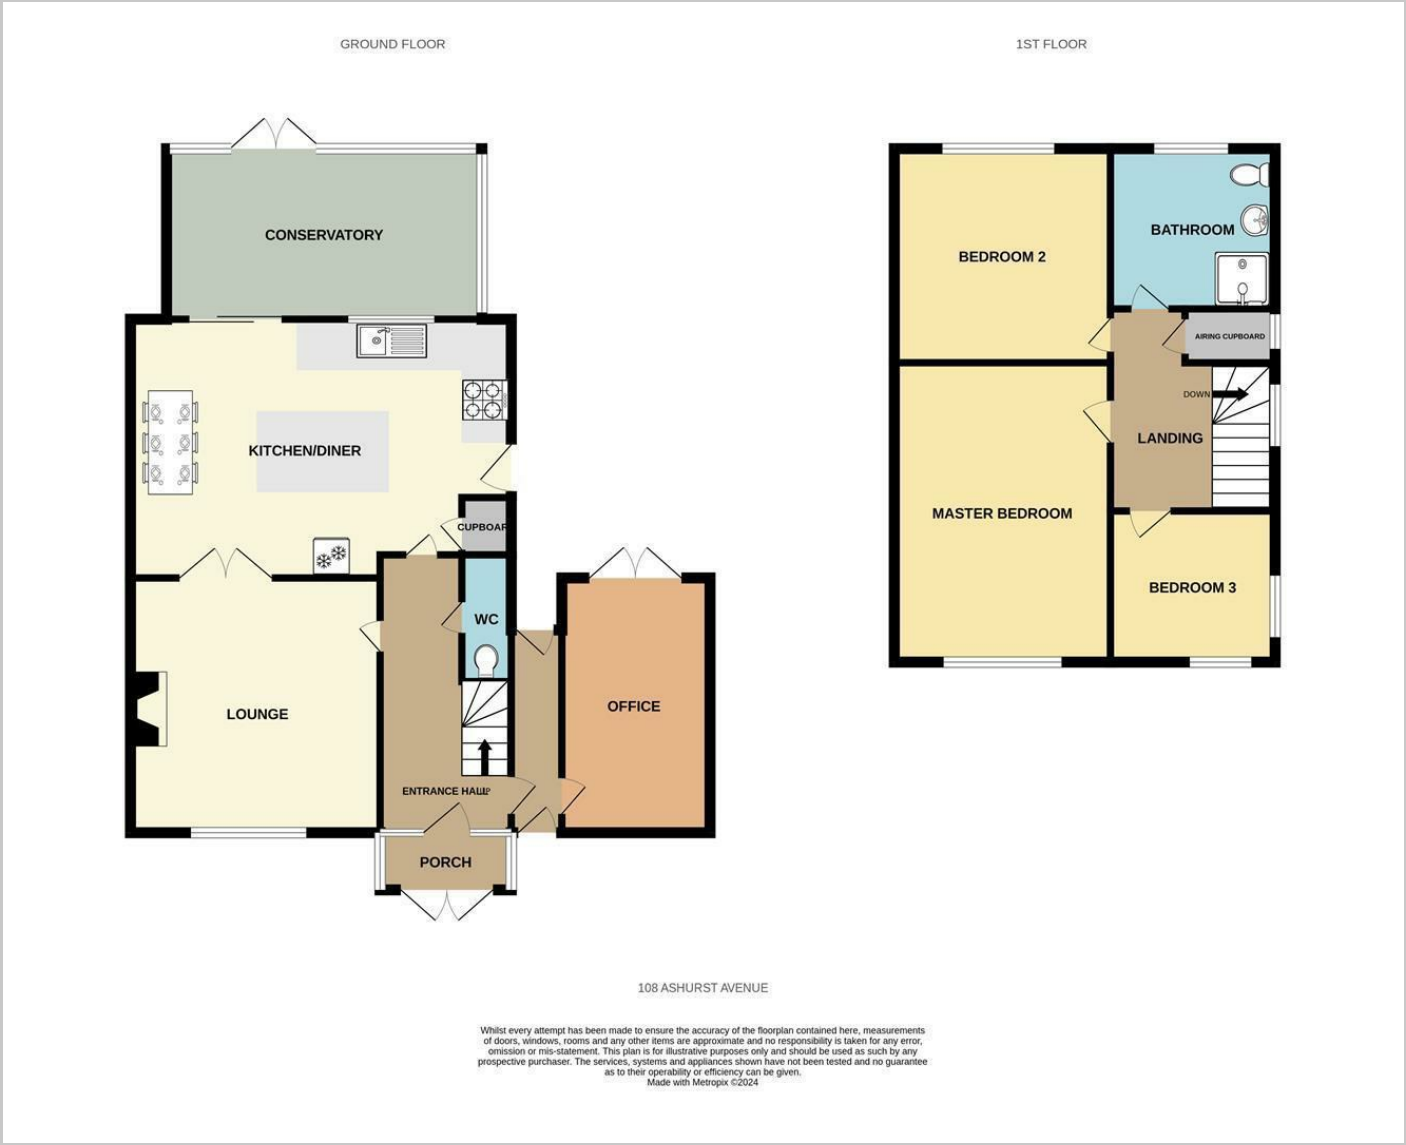 GROUND FLOOR
1ST FLOOR
CONSERVATORY
KITCHEN/DINER
CUPBOAR
WC
LOUNGE
OFFICE
ENTRANCE HALL
UP
PORCH
BEDROOM 2
BATHROOM
AIRING CUPBOARD
DOWN
LANDING
MASTER BEDROOM
BEDROOM 3
108 ASHURST AVENUE
Whilst every attempt has been made to ensure the accuracy of the floorplan contained here, measurements
of doors, windows, rooms and any other items are approximate and no responsibility is taken for any error,
omission or mis-statement. This plan is for illustrative purposes only and should be used as such by any
prospective purchaser. The services, systems and appliances shown have not been tested and no guarantee
as to their operability or efficiency can be given.
Made with Metropix ©2024